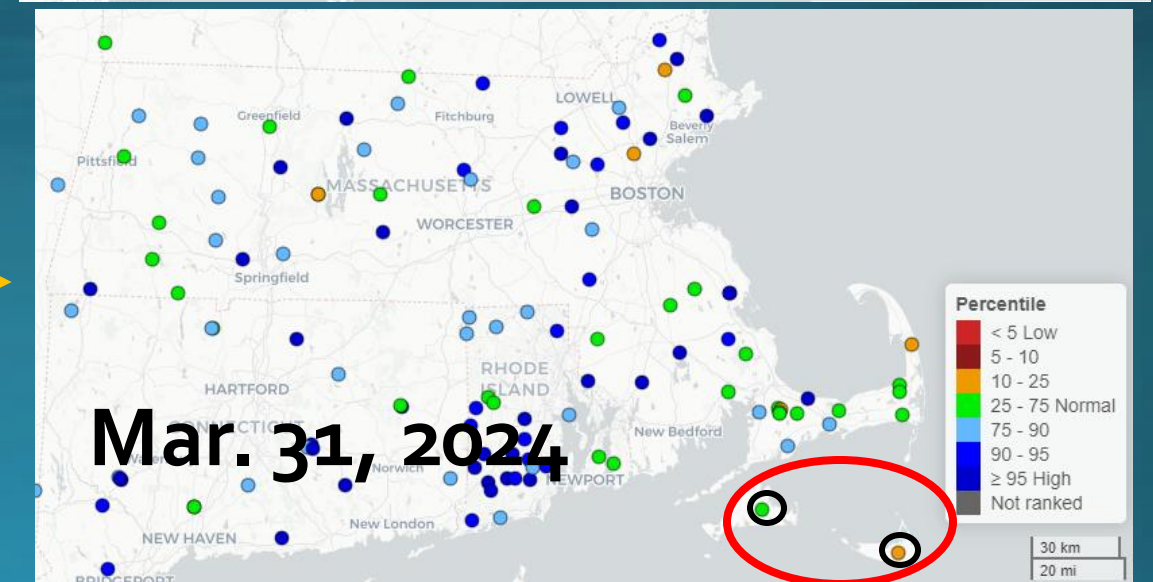 LOWELL
Greenfield
Fitchburg
Beverly
Salem
Pittsfield
MASSACHUSETTS
BOSTON
WORCESTER
Springfield
Percentile
< 5 Low
5 - 10
10 - 25
25 - 75 Normal
75 - 90
90 - 95
≥ 95 High
Not ranked
RHODE
ISLAND
HARTFORD
CONNECTICUT
Mar. 31, 2024
New Bedford
Norwich
NEWPORT
New London
NEW HAVEN
30 km
20 mi
BRIDGEPORT